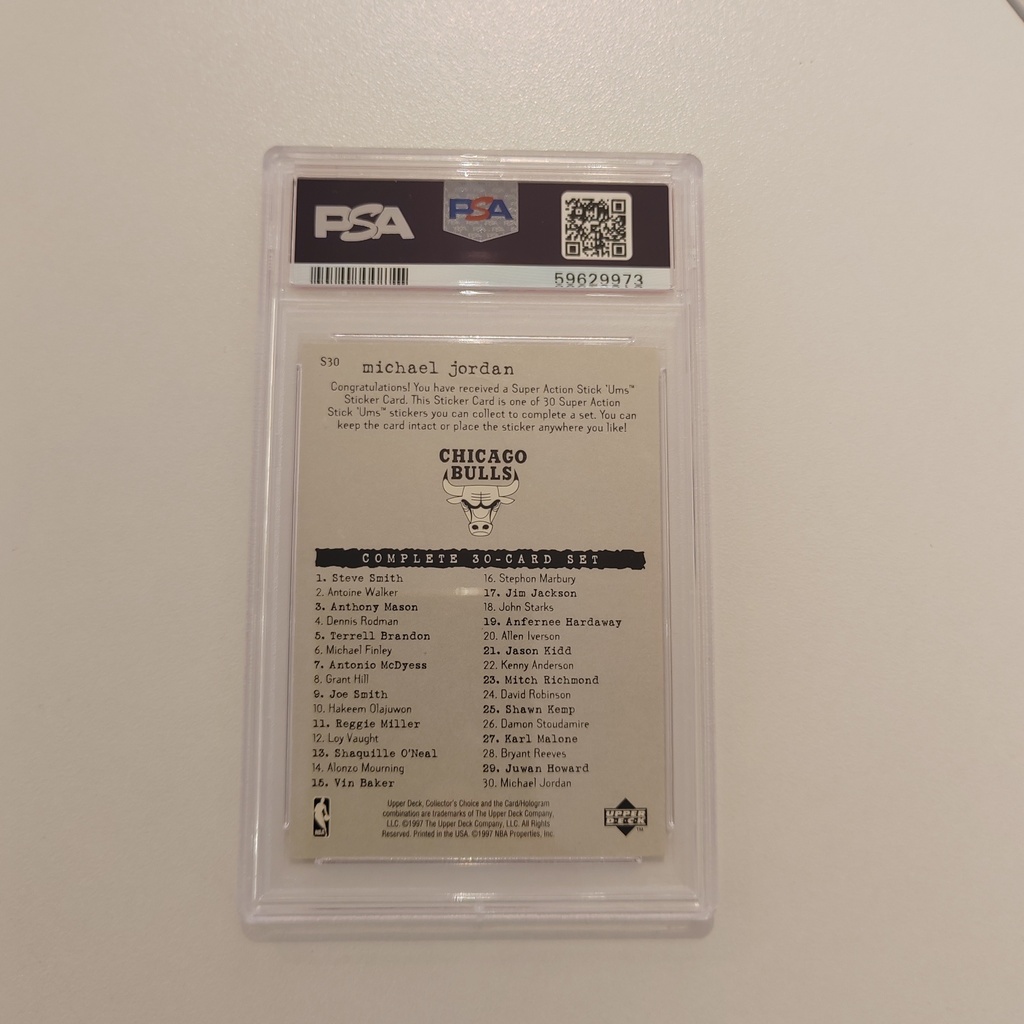 PSA
PSA
59629973
S30 michael jordan
Congratulations! You have received a Super Action Stick 'Ums™
Sticker Card. This Sticker Card is one of 30 Super Action
Stick 'Ums™ stickers you can collect to complete a set. You can
keep the card intact or place the sticker anywhere you like!
CHICAGO
BULLS
COMPLETE 30-CARD SET
1. Steve Smith
2. Antoine Walker
3. Anthony Mason
4. Dennis Rodman
5. Terrell Brandon
6. Michael Finley
7. Antonio McDyess
8. Grant Hill
9. Joe Smith
10. Hakeem Olajuwon
11. Reggie Miller
12. Loy Vaught
13. Shaquille O'Neal
14. Alonzo Mourning
15. Vin Baker
16. Stephon Marbury
17. Jim Jackson
18. John Starks
19. Anfernee Hardaway
20. Allen Iverson
21. Jason Kidd
22. Kenny Anderson
23. Mitch Richmond
24. David Robinson
25. Shawn Kemp
26. Damon Stoudamire
27. Karl Malone
28. Bryant Reeves
29. Juwan Howard
30. Michael Jordan
NBA
Upper Deck, Collector's Choice and the Card/Hologram
combination are trademarks of The Upper Deck Company,
LLC. ©1997 The Upper Deck Company, LLC. All Rights
Reserved. Printed in the USA. ©1997 NBA Properties, Inc.
UPPER
DECK
™